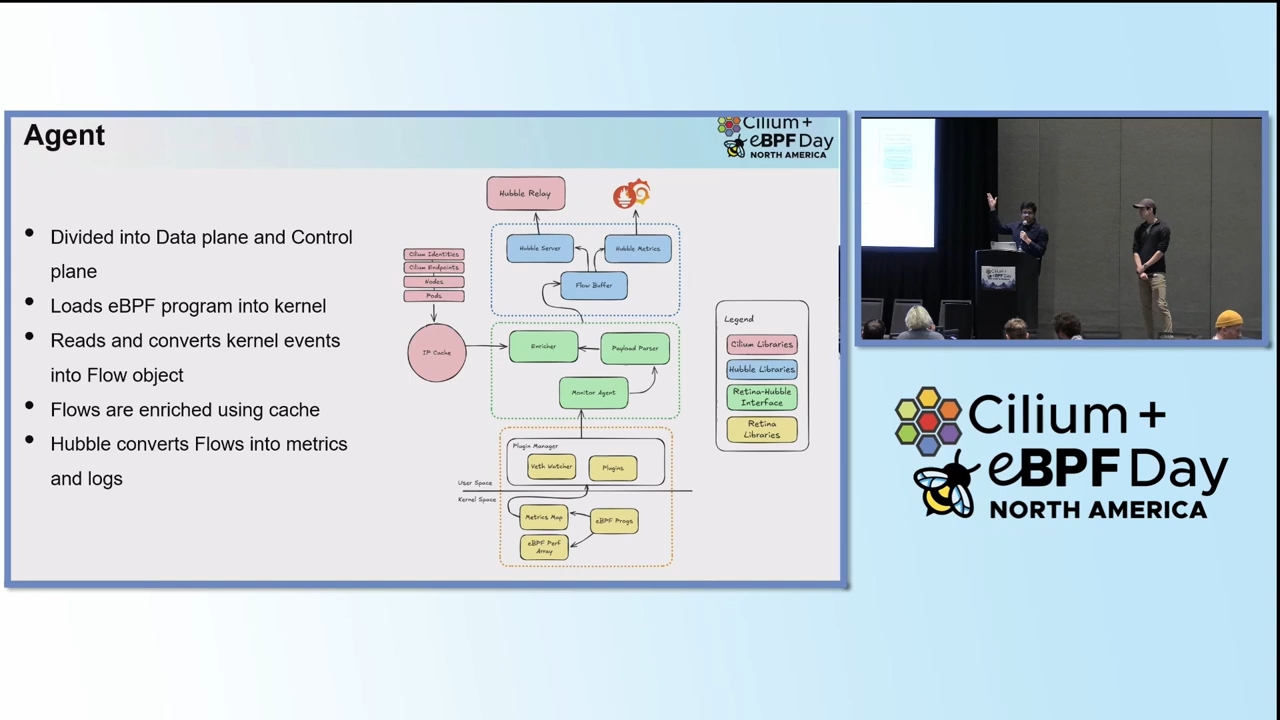 Agent
Cilium +
eBPF Day
NORTH AMERICA
Divided into Data plane and Control
plane
Loads eBPF program into kernel
Reads and converts kernel events
into Flow object
Flows are enriched using cache
Hubble converts Flows into metrics
and logs
Hubble Relay
Hubble Server
Hubble Metrics
Flow Buffer
Cilium Identities
Cilium Endpoints
Nodes
Pods
IP Cache
Enricher
Payload Parser
Monitor Agent
Plugin Manager
Veth Watcher
Plugins
User Space
Kernel Space
Metrics Map
eBPF Progs
eBPF Perf
Array
Legend
Cilium Libraries
Hubble Libraries
Retina-Hubble
Interface
Retina
Libraries
Cilium +
eBPF Day
NORTH AMERICA